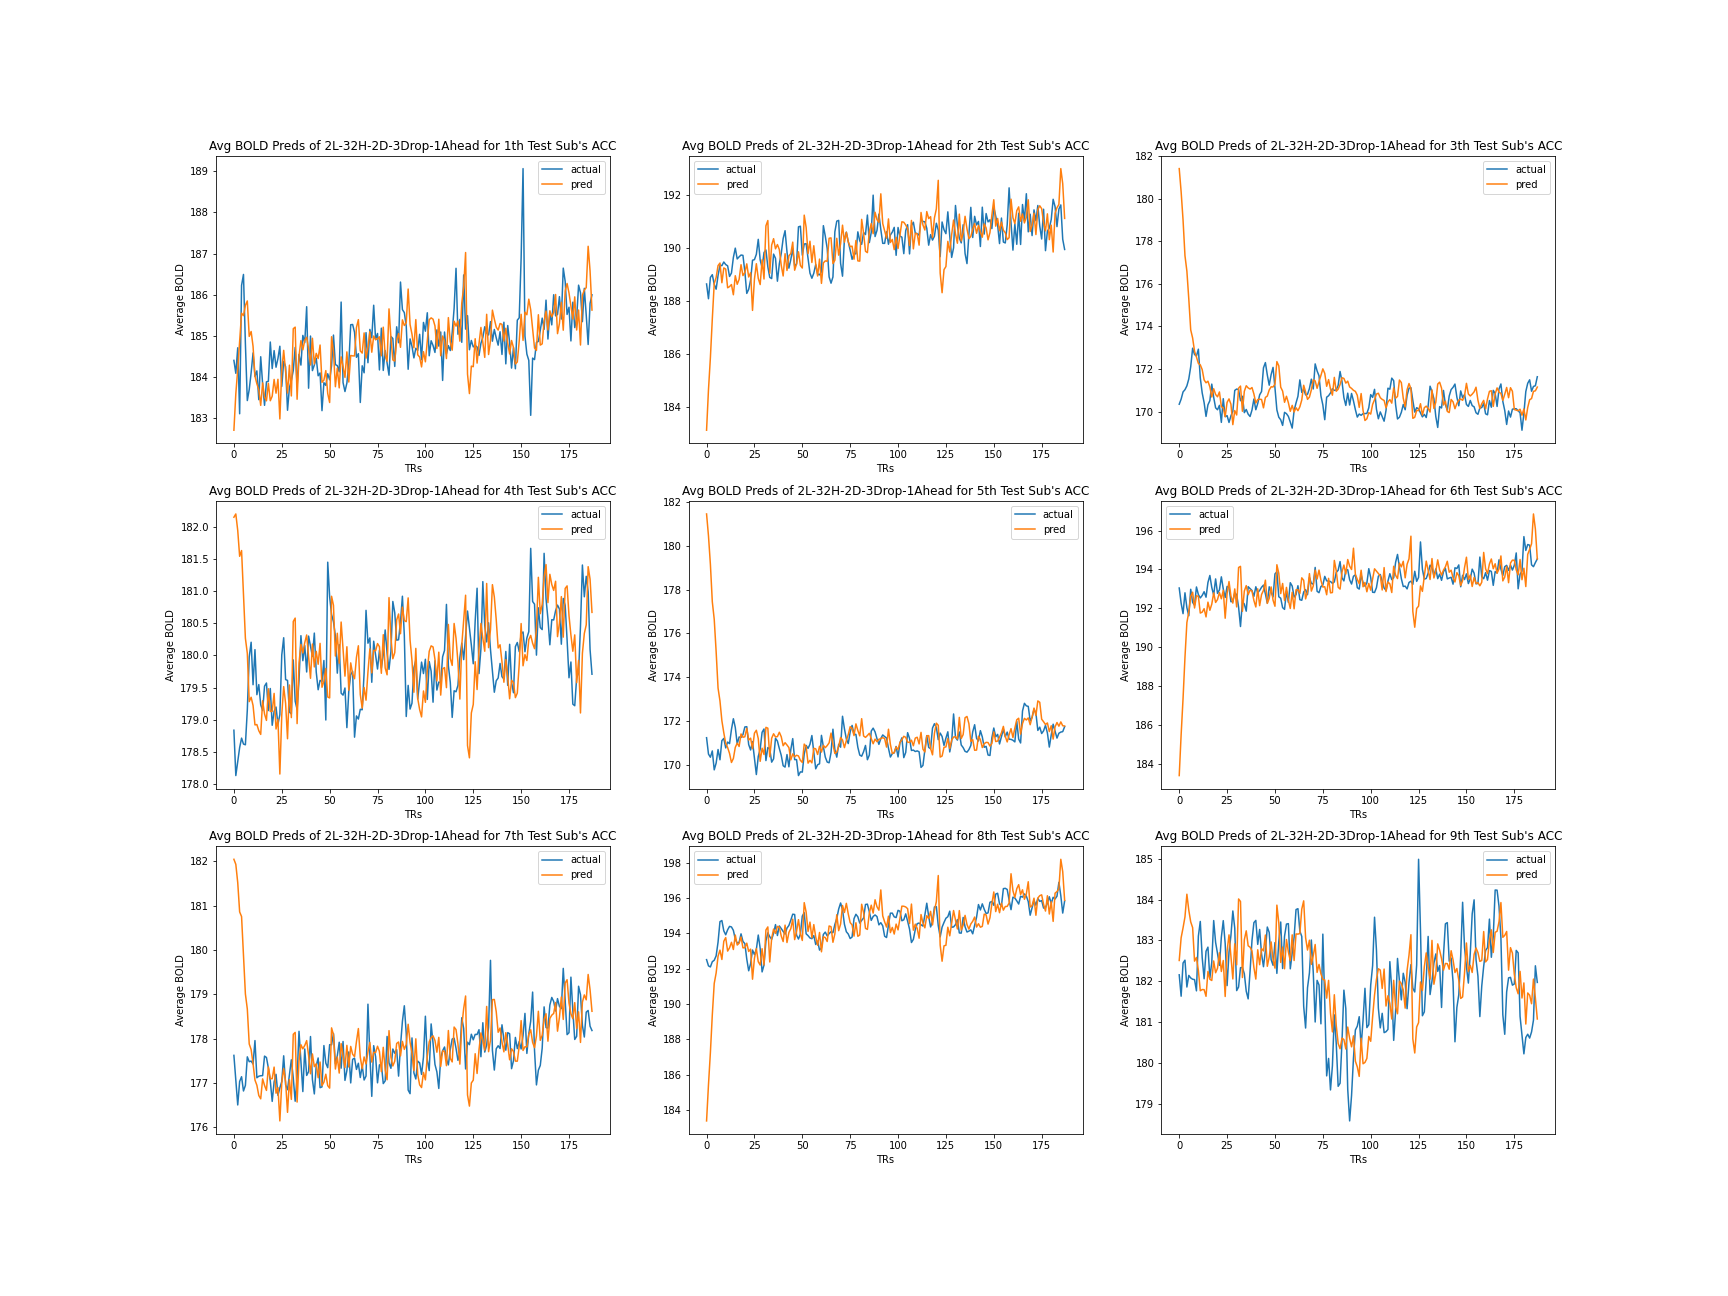 Avg BOLD Preds of 2L-32H-2D-3Drop-1Ahead for 1th Test Sub's ACC
actual
pred
189
188
187
186
185
184
183
Average BOLD
0 25 50 75 100 125 150 175
TRs
Avg BOLD Preds of 2L-32H-2D-3Drop-1Ahead for 2th Test Sub's ACC
actual
pred
192
190
188
186
184
Average BOLD
0 25 50 75 100 125 150 175
TRs
Avg BOLD Preds of 2L-32H-2D-3Drop-1Ahead for 3th Test Sub's ACC
actual
pred
182
180
178
176
174
172
170
Average BOLD
0 25 50 75 100 125 150 175
TRs
Avg BOLD Preds of 2L-32H-2D-3Drop-1Ahead for 4th Test Sub's ACC
actual
pred
182.0
181.5
181.0
180.5
180.0
179.5
179.0
178.5
178.0
Average BOLD
0 25 50 75 100 125 150 175
TRs
Avg BOLD Preds of 2L-32H-2D-3Drop-1Ahead for 5th Test Sub's ACC
actual
pred
182
180
178
176
174
172
170
Average BOLD
0 25 50 75 100 125 150 175
TRs
Avg BOLD Preds of 2L-32H-2D-3Drop-1Ahead for 6th Test Sub's ACC
actual
pred
196
194
192
190
188
186
184
Average BOLD
0 25 50 75 100 125 150 175
TRs
Avg BOLD Preds of 2L-32H-2D-3Drop-1Ahead for 7th Test Sub's ACC
actual
pred
182
181
180
179
178
177
176
Average BOLD
0 25 50 75 100 125 150 175
TRs
Avg BOLD Preds of 2L-32H-2D-3Drop-1Ahead for 8th Test Sub's ACC
actual
pred
198
196
194
192
190
188
186
184
Average BOLD
0 25 50 75 100 125 150 175
TRs
Avg BOLD Preds of 2L-32H-2D-3Drop-1Ahead for 9th Test Sub's ACC
actual
pred
185
184
183
182
181
180
179
Average BOLD
0 25 50 75 100 125 150 175
TRs